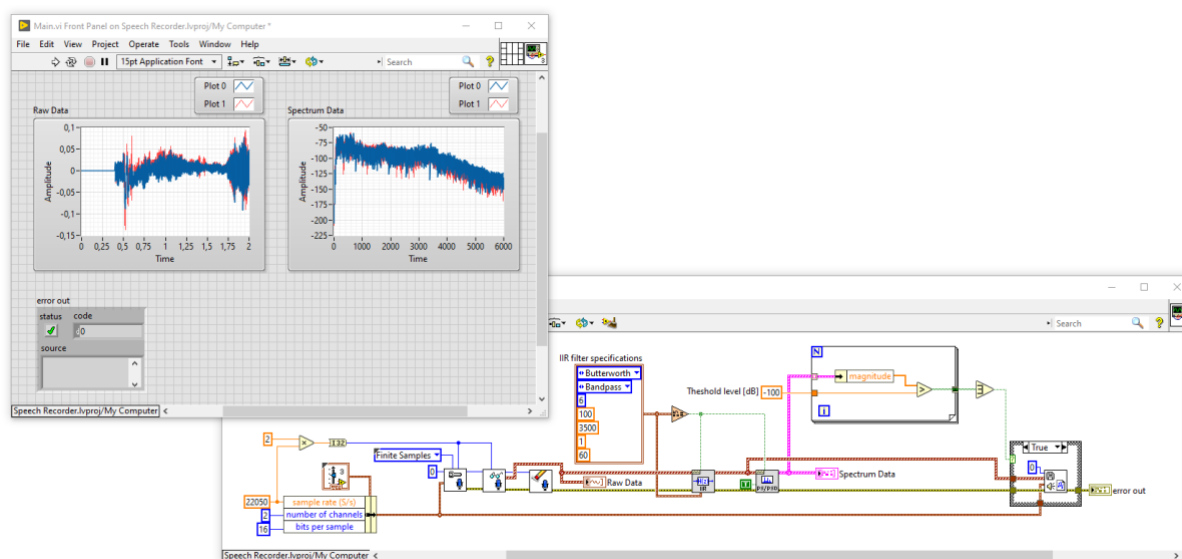 Main.vi Front Panel on Speech Recorder.lvproj/My Computer *
File Edit View Project Operate Tools Window Help
15pt Application Font
Search
?
3
Plot 0
Plot 1
Raw Data
Amplitude
0,1
0,05
0
-0,05
-0,1
-0,15
0 0,25 0,5 0,75 1 1,25 1,5 1,75 2
Time
Plot 0
Plot 1
Spectrum Data
Amplitude
-50
-75
-100
-125
-150
-175
-200
-225
0 1000 2000 3000 4000 5000 6000
Time
error out
status code
0
source
Speech Recorder.lvproj/My Computer
Search
?
IIR filter specifications
Butterworth
Bandpass
6
100
3500
1
60
N
magnitude
>
i
Theshold level [dB] -100
2
x
I32
Finite Samples
0
3
22050
sample rate (S/s)
2
number of channels
16
bits per sample
Raw Data
IIR
T
Spectrum Data
True
0
error out
Speech Recorder.lvproj/My Computer